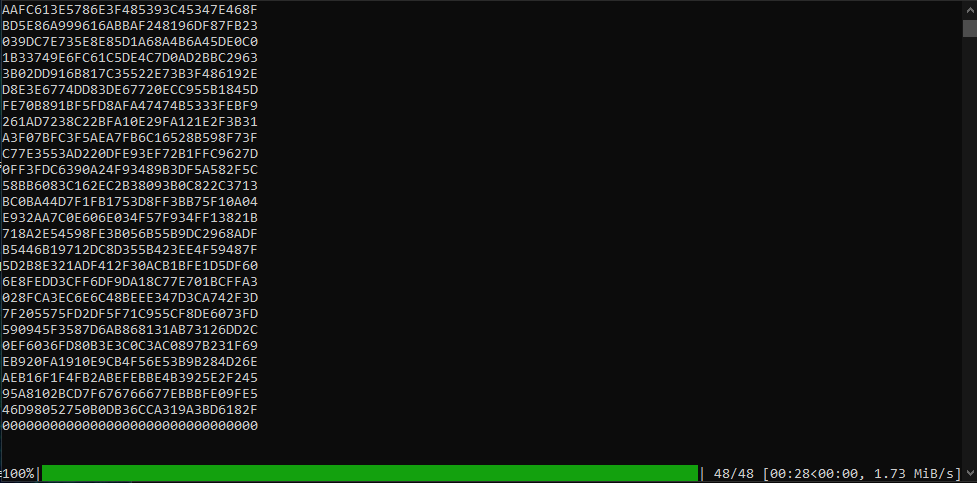 AAFC613E5786E3F485393C45347E468F
BD5E86A999616ABBAF248196DF87FB23
039DC7E735E8E85D1A68A4B6A45DE0C0
1B33749E6FC61C5DE4C7D0AD2BBC2963
3B02DD916B817C35522E73B3F486192E
D8E3E6774DD83DE67720ECC955B1845D
FE70B891BF5FD8AFA47474B5333FEBF9
261AD7238C22BFA10E29FA121E2F3B31
A3F07BFC3F5AEA7FB6C16528B598F73F
C77E3553AD220DFE93EF72B1FFC9627D
0FF3FDC6390A24F93489B3DF5A582F5C
58BB6083C162EC2B38093B0C822C3713
BC0BA44D7F1FB1753D8FF3BB75F10A04
E932AA7C0E606E034F57F934FF13821B
718A2E54598FE3B056B55B9DC2968ADF
B5446B19712DC8D355B423EE4F59487F
5D2B8E321ADF412F30ACB1BFE1D5DF60
6E8FEDD3CFF6DF9DA18C77E701BCFFA3
028FCA3EC6E6C48BEEE347D3CA742F3D
7F205575FD2DF5F71C955CF8DE6073FD
590945F3587D6AB868131AB73126DD2C
0EF6036FD80B3E3C0C3AC0897B231F69
EB920FA1910E9CB4F56E53B9B284D26E
AEB16F1F4FB2ABEFEBBE4B3925E2F245
95A8102BCD7F676766677EBBBFE09FE5
46D98052750B0DB36CCA319A3BD6182F
00000000000000000000000000000000
100%| | 48/48 [00:28<00:00, 1.73 MiB/s]